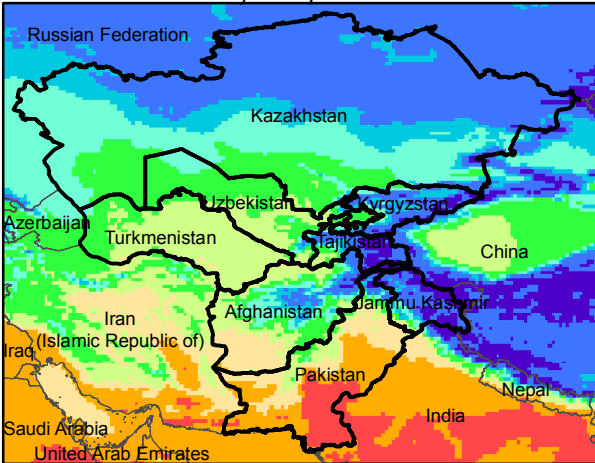 Russian Federation
Kazakhstan
Uzbekistan
Kyrgyzstan
Azerbaijan
Turkmenistan
Tajikistan
China
Jammu Kashmir
Afghanistan
Iran
(Islamic Republic of)
Iraq
Pakistan
Nepal
India
Saudi Arabia
United Arab Emirates